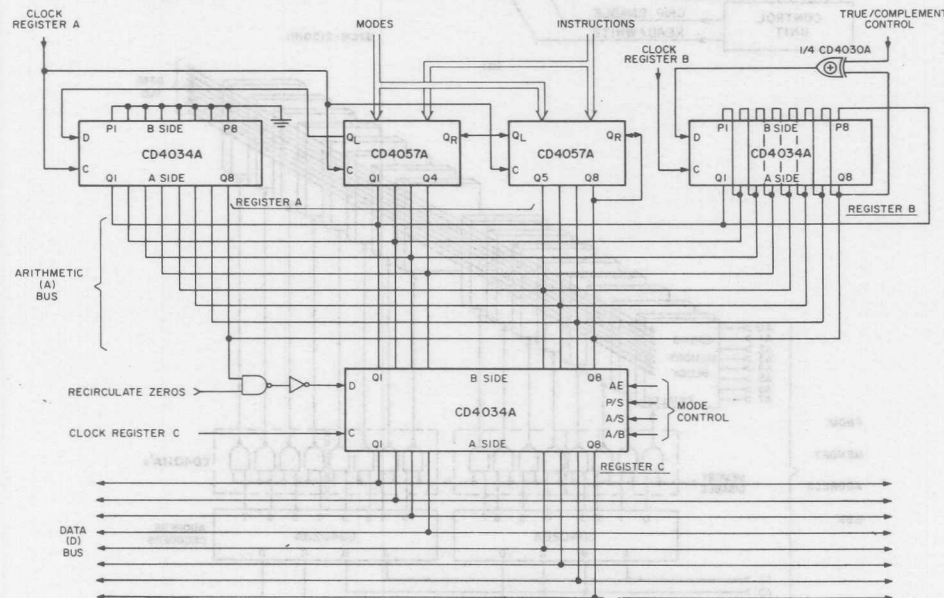 CLOCK
REGISTER A
MODES
INSTRUCTIONS
TRUE/COMPLEMENT
CONTROL
CLOCK
REGISTER B
1/4 CD4030A
P1 B SIDE P8
D
CD4034A
C
Q1 A SIDE Q8
QL QR
CD4057A
C
Q1 Q4
QL QR
CD4057A
C
Q5 Q8
P1 B SIDE P8
D
CD4034A
C
Q1 A SIDE Q8
REGISTER A
REGISTER B
ARITHMETIC
(A)
BUS
RECIRCULATE ZEROS
CLOCK REGISTER C
Q1 B SIDE Q8
D
CD4034A
C
Q1 A SIDE Q8
AE
P/S
A/S
A/B
MODE
CONTROL
REGISTER C
DATA
(D)
BUS